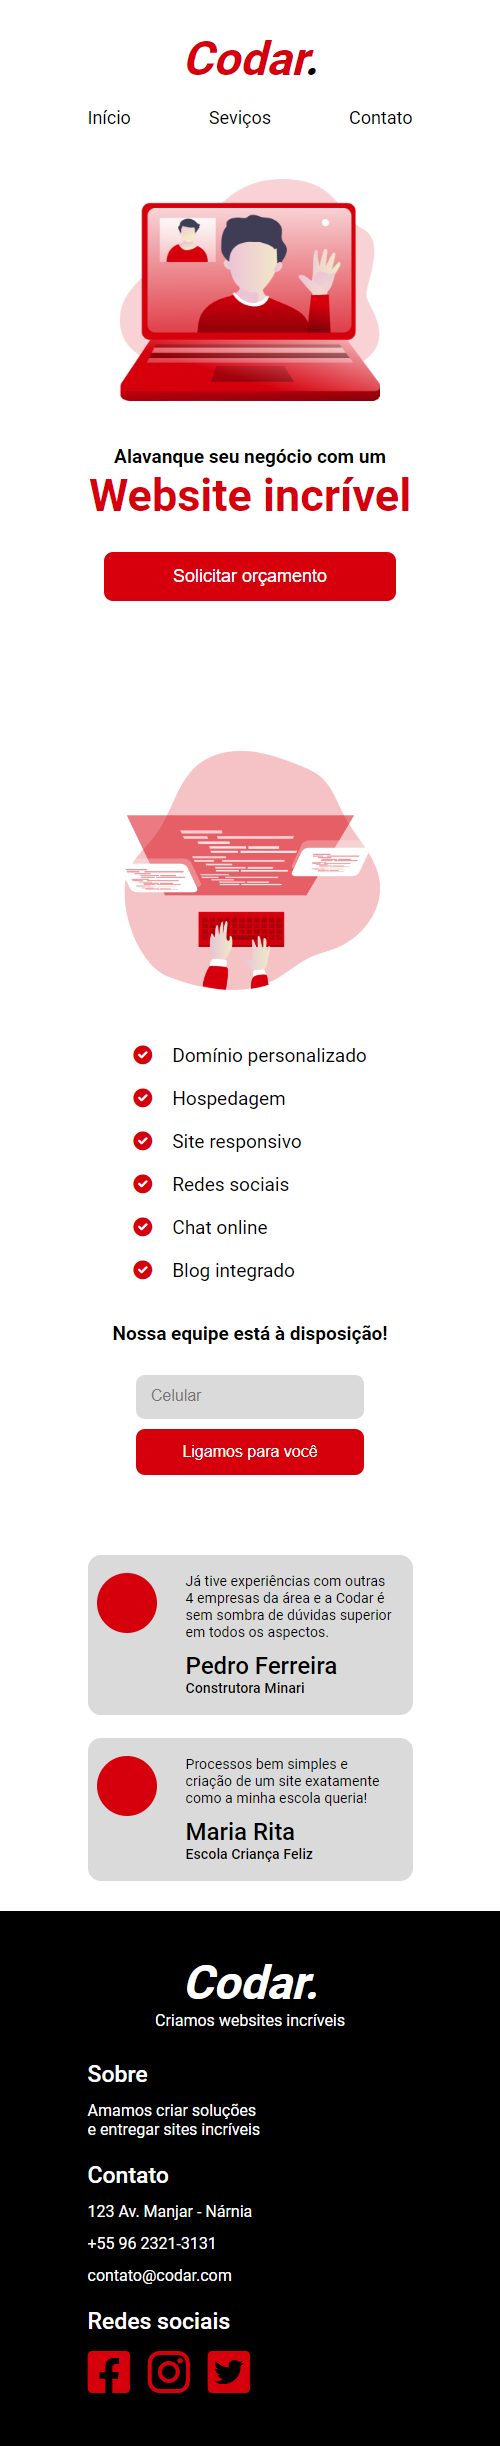 Codar.
Início Seviços Contato
Alavanque seu negócio com um
Website incrível
Solicitar orçamento
Domínio personalizado
Hospedagem
Site responsivo
Redes sociais
Chat online
Blog integrado
Nossa equipe está à disposição!
Celular
Ligamos para você
Já tive experiências com outras
4 empresas da área e a Codar é
sem sombra de dúvidas superior
em todos os aspectos.
Pedro Ferreira
Construtora Minari
Processos bem simples e
criação de um site exatamente
como a minha escola queria!
Maria Rita
Escola Criança Feliz
Codar.
Criamos websites incríveis
Sobre
Amamos criar soluções
e entregar sites incríveis
Contato
123 Av. Manjar - Nárnia
+55 96 2321-3131
contato@codar.com
Redes sociais